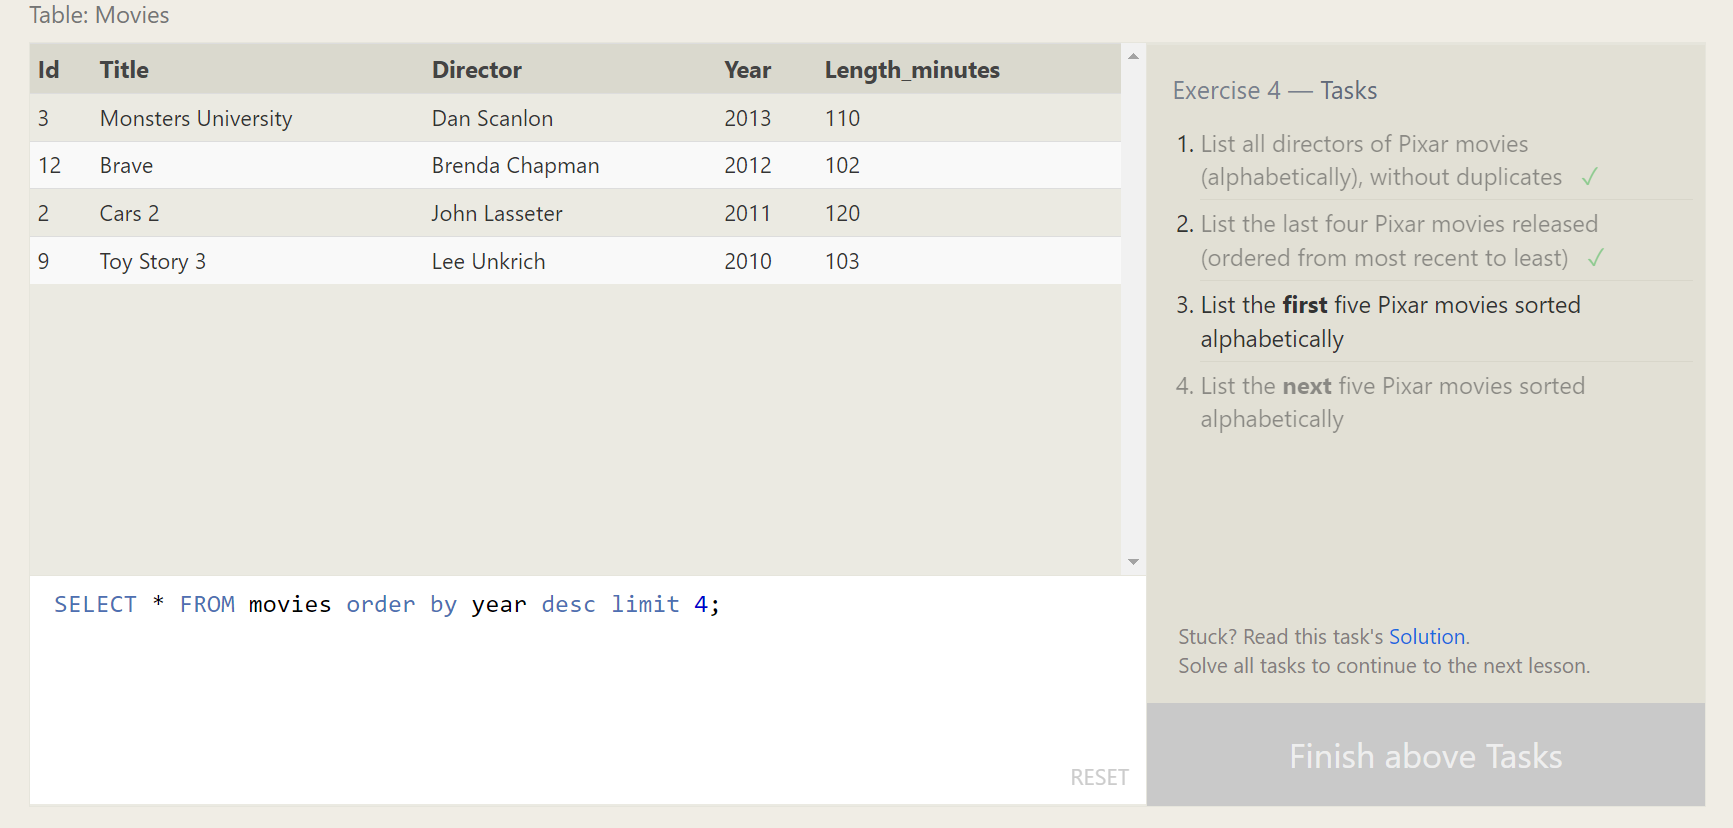 Table: Movies
Id Title Director Year Length_minutes
3 Monsters University Dan Scanlon 2013 110
12 Brave Brenda Chapman 2012 102
2 Cars 2 John Lasseter 2011 120
9 Toy Story 3 Lee Unkrich 2010 103
SELECT * FROM movies order by year desc limit 4;
RESET
Exercise 4 — Tasks
1. List all directors of Pixar movies
(alphabetically), without duplicates ✓
2. List the last four Pixar movies released
(ordered from most recent to least) ✓
3. List the first five Pixar movies sorted
alphabetically
4. List the next five Pixar movies sorted
alphabetically
Stuck? Read this task's Solution.
Solve all tasks to continue to the next lesson.
Finish above Tasks